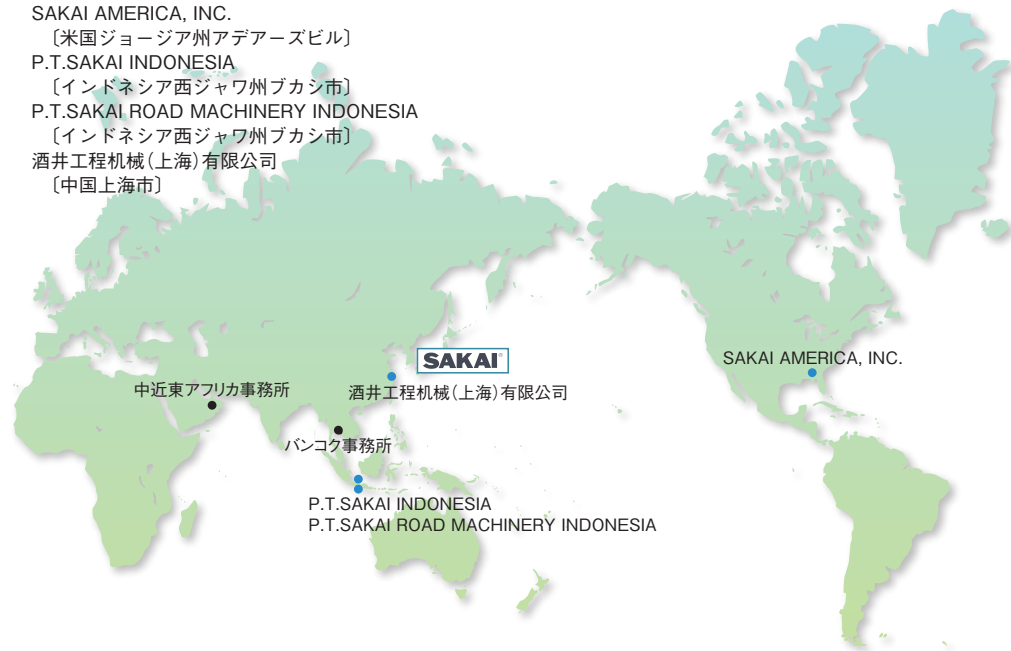 SAKAI AMERICA, INC.
〔米国ジョージア州アデアーズビル〕
P.T.SAKAI INDONESIA
〔インドネシア西ジャワ州ブカシ市〕
P.T.SAKAI ROAD MACHINERY INDONESIA
〔インドネシア西ジャワ州ブカシ市〕
酒井工程机械(上海)有限公司
〔中国上海市〕
SAKAI
SAKAI AMERICA, INC.
中近東アフリカ事務所
酒井工程机械(上海)有限公司
バンコク事務所
P.T.SAKAI INDONESIA
P.T.SAKAI ROAD MACHINERY INDONESIA